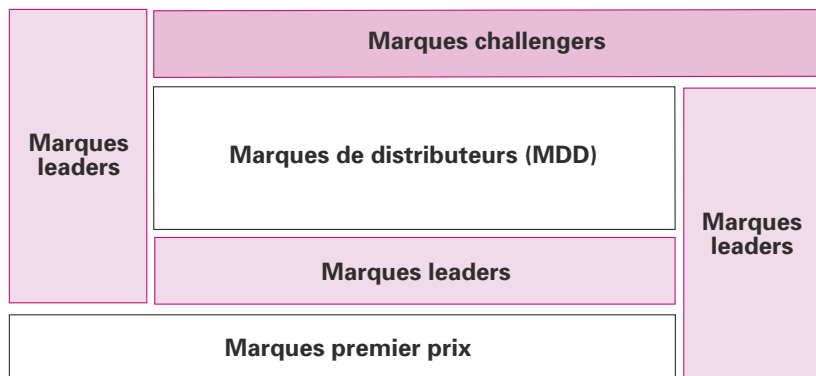 Marques challengers
Marques
leaders
Marques de distributeurs (MDD)
Marques
leaders
Marques leaders
Marques premier prix